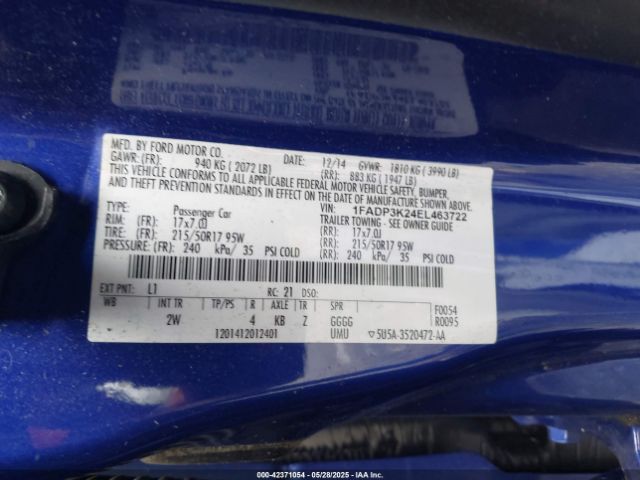 MFD. BY FORD MOTOR CO.
DATE: 12/14 GVWR: 1810 KG ( 3990 LB)
GAWR: (FR): 940 KG ( 2072 LB) (RR): 883 KG ( 1947 LB)
THIS VEHICLE CONFORMS TO ALL APPLICABLE FEDERAL MOTOR VEHICLE SAFETY, BUMPER,
AND THEFT PREVENTION STANDARDS IN EFFECT ON THE DATE OF MANUFACTURE SHOWN ABOVE.
VIN: 1FADP3K24EL463722
TYPE: Passenger Car TRAILER TOWING - SEE OWNER GUIDE
RIM: (FR) 17x7.0J (RR): 17x7.0J
TIRE: (FR): 215/50R17 95W (RR): 215/50R17 95W
PRESSURE: (FR): 240 kPa/ 35 PSI COLD (RR): 240 kPa/ 35 PSI COLD
EXT PNT: L1 RC: 21 DSO:
WB INT TR TP/PS R AXLE TR SPR F0054
2W 4 KB Z GGGG R0095
1201412012401 UMU 5U5A-3520472-AA
00-42371054 | 05/28/2025 | © IAA, Inc.